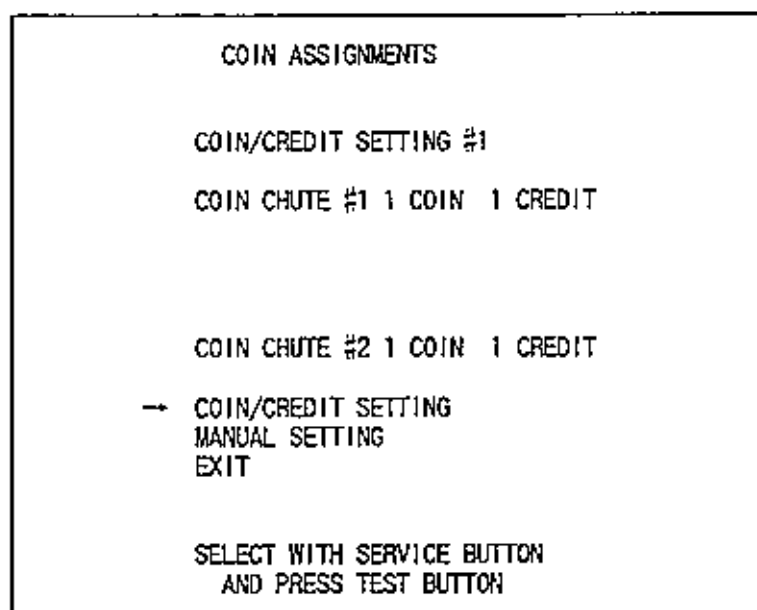 COIN ASSIGNMENTS
COIN/CREDIT SETTING #1
COIN CHUTE #1 1 COIN 1 CREDIT
COIN CHUTE #2 1 COIN 1 CREDIT
→ COIN/CREDIT SETTING
MANUAL SETTING
EXIT
SELECT WITH SERVICE BUTTON
AND PRESS TEST BUTTON